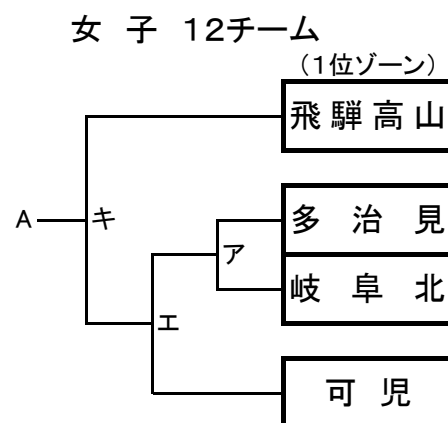 女 子 12チーム
(1位ゾーン)
飛騨高山
A キ
多 治 見
ア
岐 阜 北
エ
可 児